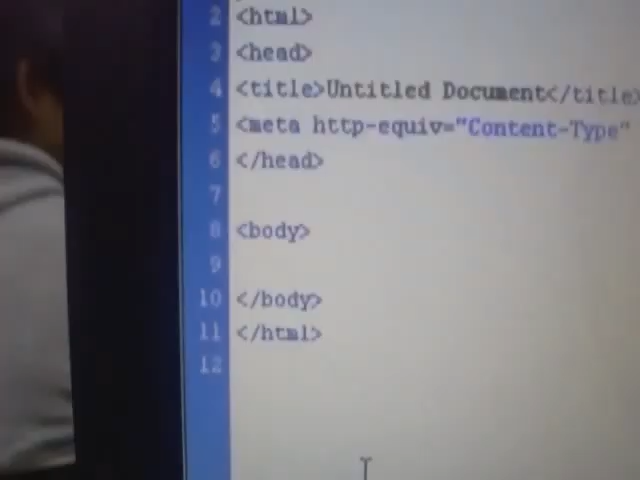 2 <html>
3 <head>
4 <title>Untitled Document</title>
5 <meta http-equiv="Content-Type"
6 </head>
7
8 <body>
9
10 </body>
11 </html>
12